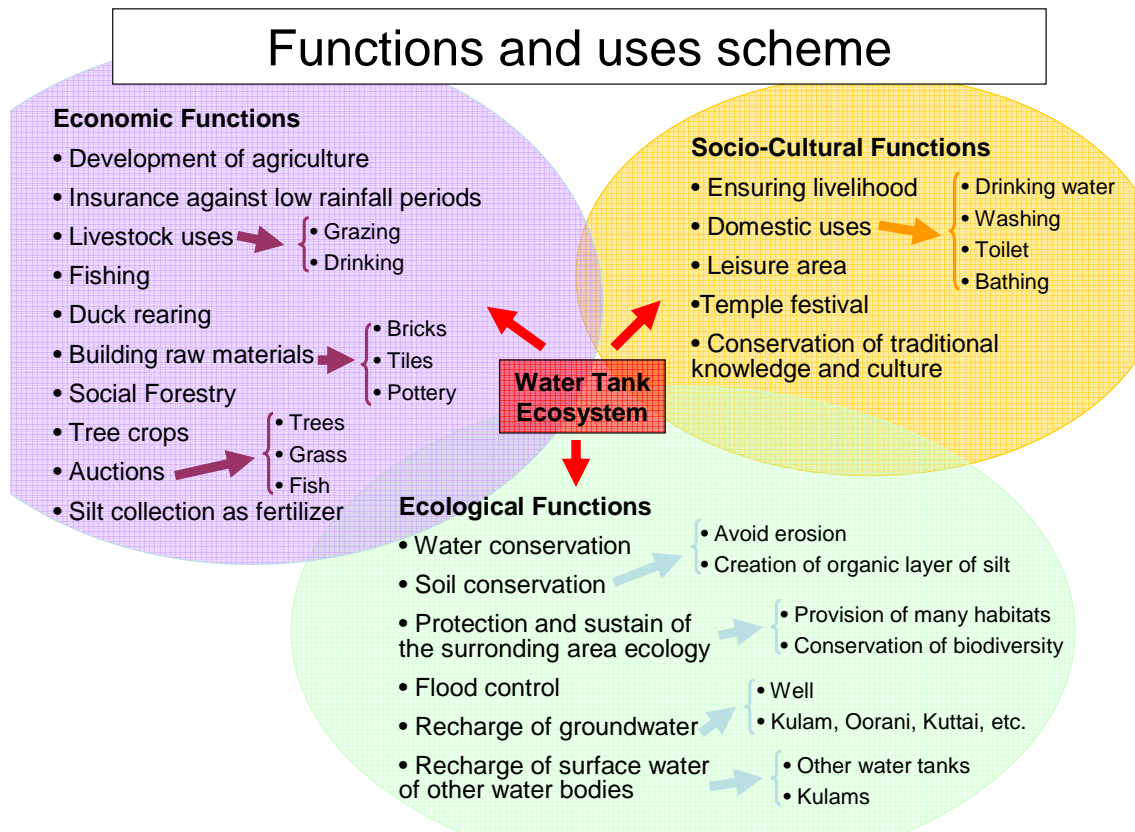 Functions and uses scheme
Economic Functions
• Development of agriculture
• Insurance against low rainfall periods
• Livestock uses
• Grazing
• Drinking
• Fishing
• Duck rearing
• Building raw materials
• Bricks
• Tiles
• Pottery
• Social Forestry
• Tree crops
• Auctions
• Trees
• Grass
• Fish
• Silt collection as fertilizer
Socio-Cultural Functions
• Ensuring livelihood
• Domestic uses
• Drinking water
• Washing
• Toilet
• Bathing
• Leisure area
•Temple festival
• Conservation of traditional
knowledge and culture
Water Tank
Ecosystem
Ecological Functions
• Water conservation
• Soil conservation
• Avoid erosion
• Creation of organic layer of silt
• Protection and sustain of
the surronding area ecology
• Provision of many habitats
• Conservation of biodiversity
• Flood control
• Recharge of groundwater
• Well
• Kulam, Oorani, Kuttai, etc.
• Recharge of surface water
of other water bodies
• Other water tanks
• Kulams